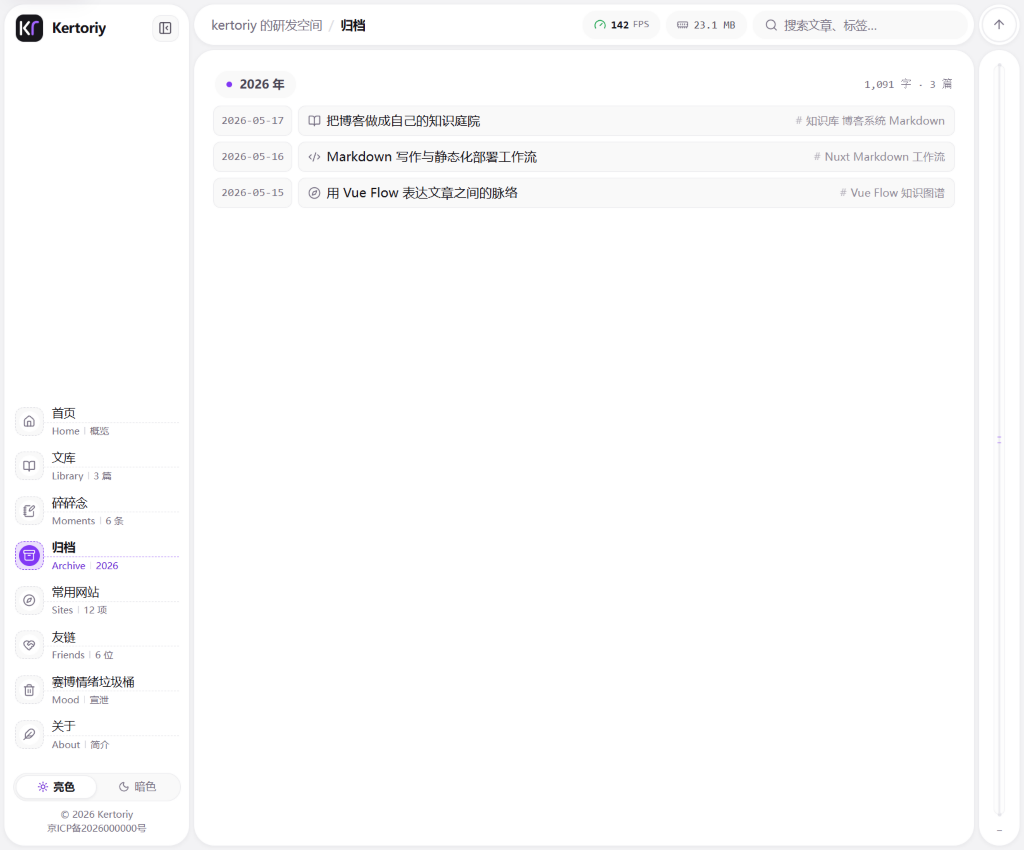 Kertoriy
首页
Home | 概览
文库
Library | 3 篇
碎碎念
Moments | 6 条
归档
Archive | 2026
常用网站
Sites | 12 项
友链
Friends | 6 位
赛博情绪垃圾桶
Mood | 宣泄
关于
About | 简介
亮色 暗色
© 2026 Kertoriy
京ICP备2026000000号
kertoriy 的研发空间 / 归档 142 FPS 23.1 MB 搜索文章、标签...
2026 年 1,091 字 · 3 篇
2026-05-17 把博客做成自己的知识庭院 # 知识库 博客系统 Markdown
2026-05-16 Markdown 写作与静态化部署工作流 # Nuxt Markdown 工作流
2026-05-15 用 Vue Flow 表达文章之间的脉络 # Vue Flow 知识图谱